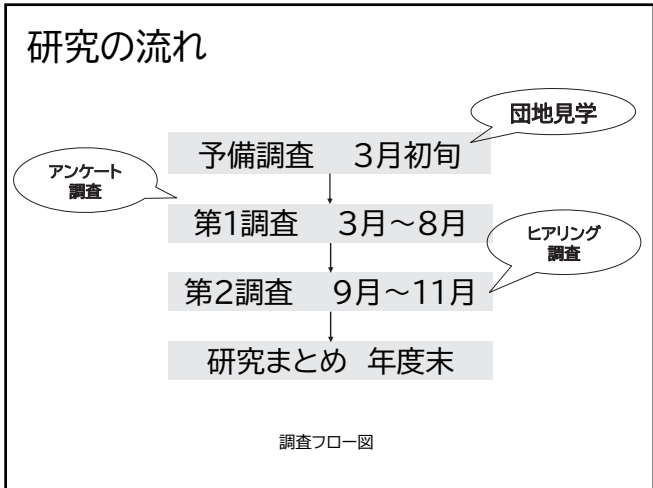 研究の流れ
団地見学
予備調査　3月初旬
アンケート
調査
第1調査　3月～8月
ヒアリング
調査
第2調査　9月～11月
研究まとめ　年度末
調査フロー図